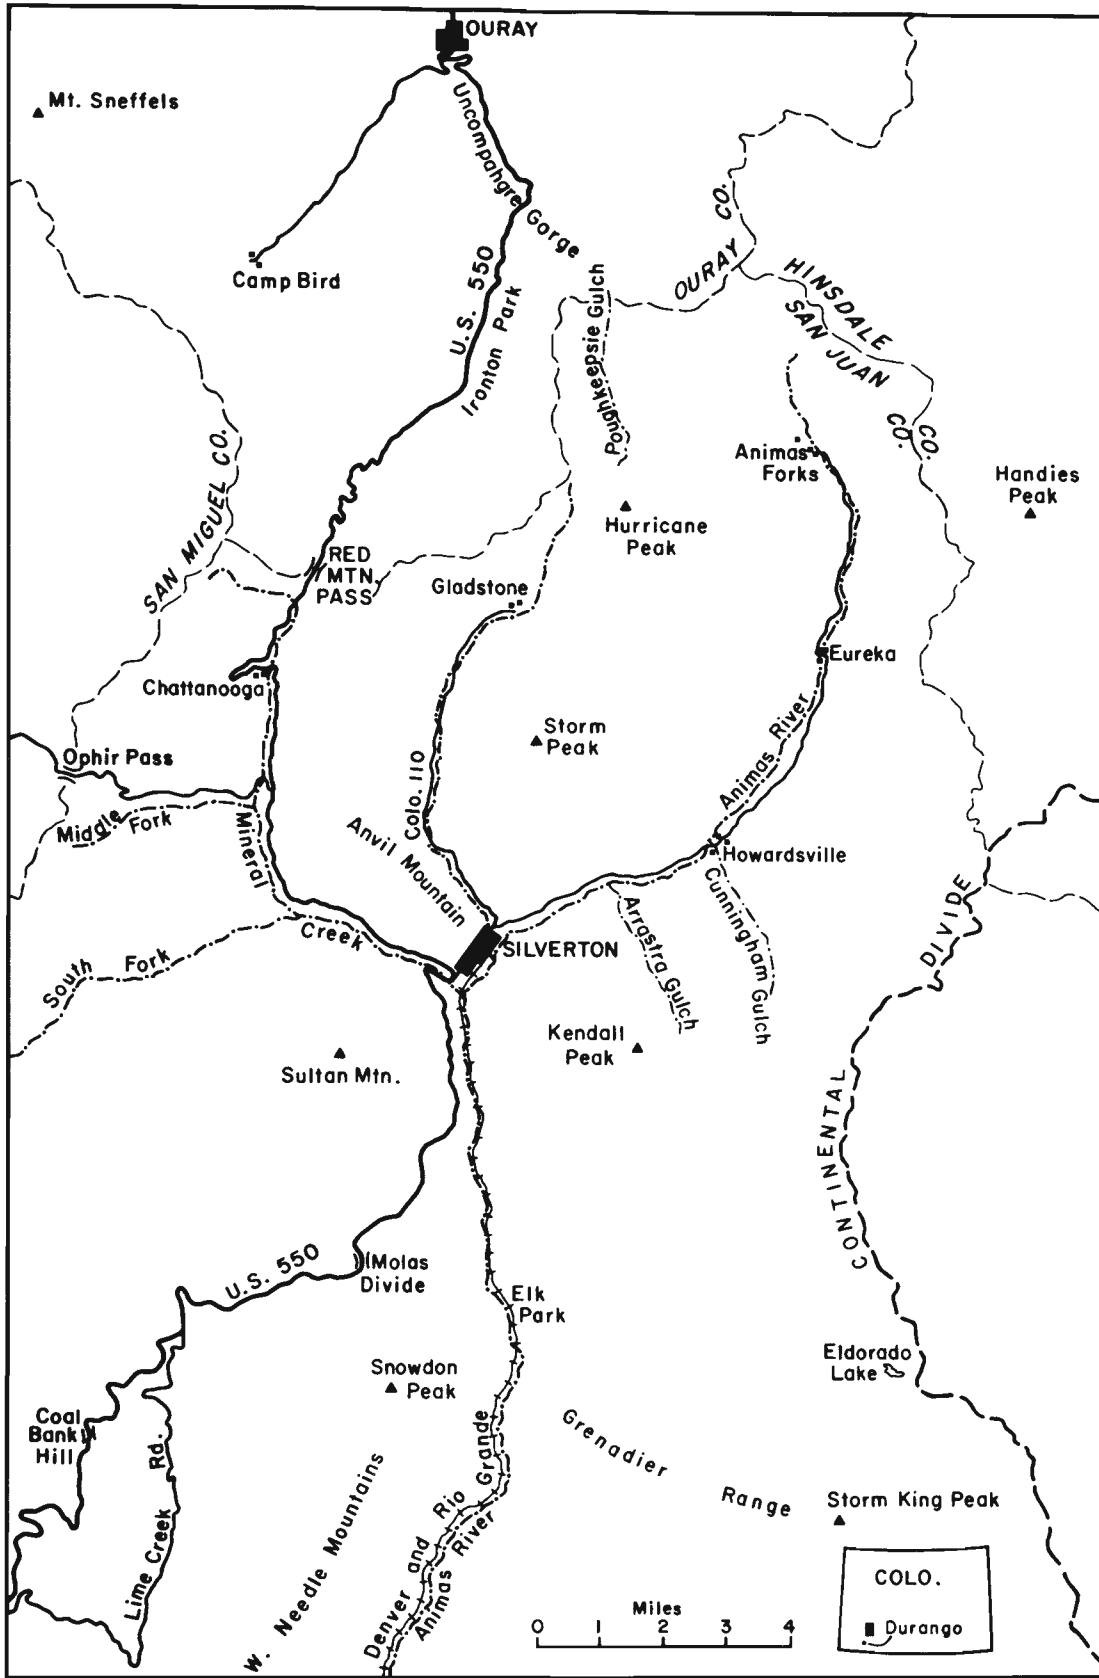 OURAY
Mt. Sneffels
Uncompahgre Gorge
Camp Bird
U.S. 550
Ironton Park
Poughkeepsie Gulch
OURAY CO.
HINSDALE CO.
SAN JUAN CO.
SAN MIGUEL CO.
Animas
Forks
Handies
Peak
Hurricane
Peak
RED
MTN.
PASS
Gladstone
Eureka
Chattanooga
Storm
Peak
Ophir Pass
Colo. 110
Animas River
Middle Fork
Mineral Creek
Anvil Mountain
Howardsville
SILVERTON
Arrastra Gulch
Cunningham Gulch
South Fork
CONTINENTAL DIVIDE
Kendall
Peak
Sultan Mtn.
U.S. 550
Molas
Divide
Elk
Park
Eldorado
Lake
Snowdon
Peak
Coal
Bank
Hill
Lime Creek Rd.
W. Needle Mountains
Denver and Rio Grande
Animas River
Grenadier Range
Storm King Peak
COLO.
Durango
Miles
0 1 2 3 4